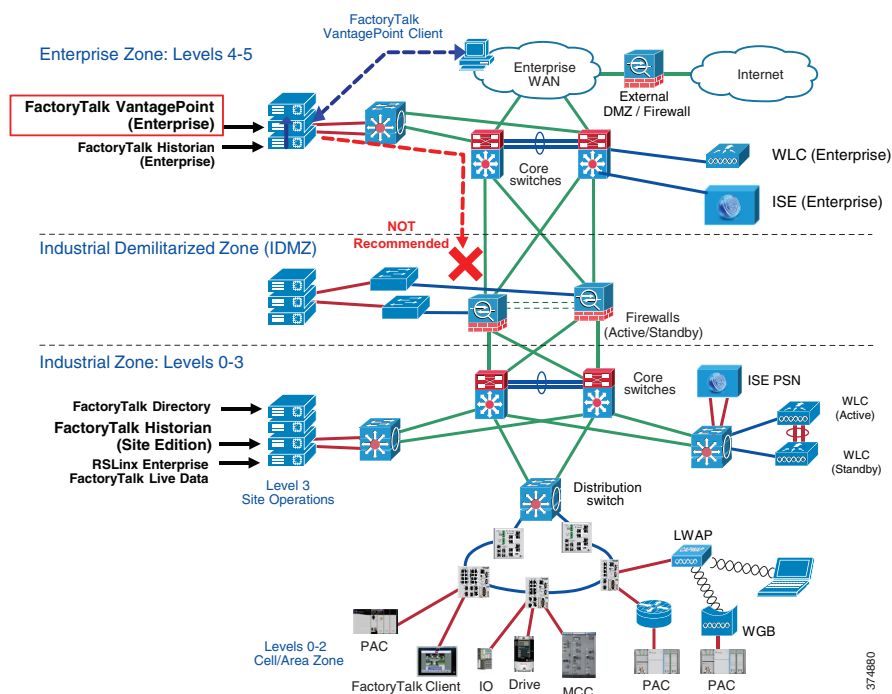 FactoryTalk
VantagePoint Client
Enterprise Zone: Levels 4-5
Enterprise
WAN
Internet
External
DMZ / Firewall
FactoryTalk VantagePoint
(Enterprise)
FactoryTalk Historian
(Enterprise)
Core
switches
WLC (Enterprise)
ISE (Enterprise)
NOT
Recommended
Industrial Demilitarized Zone (IDMZ)
Firewalls
(Active/Standby)
Industrial Zone: Levels 0-3
Core
switches
ISE PSN
FactoryTalk Directory
FactoryTalk Historian
(Site Edition)
RSLinx Enterprise
FactoryTalk Live Data
WLC
(Active)
WLC
(Standby)
Level 3
Site Operations
Distribution
switch
LWAP
CAPWAP
WGB
Levels 0-2
Cell/Area Zone
PAC
FactoryTalk Client
IO
Drive
MCC
PAC
PAC
374880